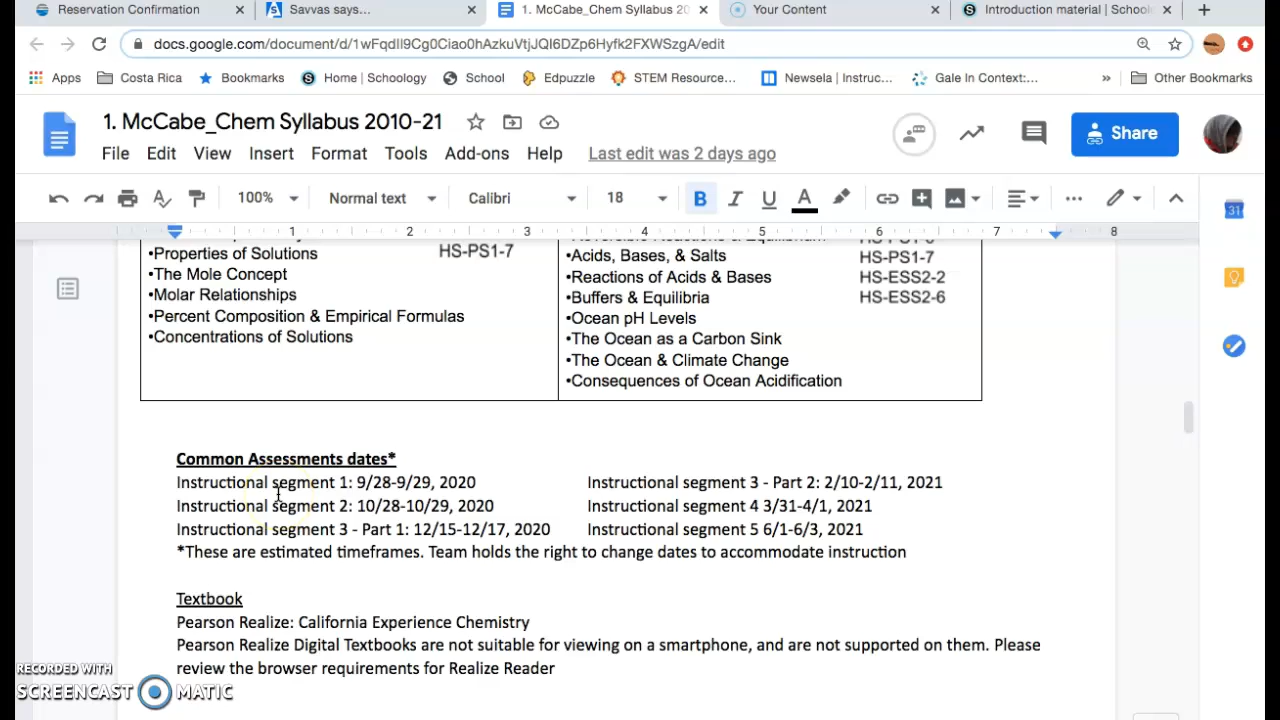 Reservation Confirmation
Savvas says...
1. McCabe_Chem Syllabus 20
Your Content
Introduction material | School
docs.google.com/document/d/1wFqdll9Cg0Ciao0hAzkuVtjJQI6DZp6Hyfk2FXWSzgA/edit
Apps
Costa Rica
Bookmarks
Home | Schoology
School
Edpuzzle
STEM Resource...
Newsela | Instruc...
Gale In Context:...
»
Other Bookmarks
1. McCabe_Chem Syllabus 2010-21
Share
File Edit View Insert Format Tools Add-ons Help Last edit was 2 days ago
100% Normal text Calibri 18 B I U A
1 2 3 4 5 6 7 8
31
•Properties of Solutions
HS-PS1-7
•The Mole Concept
•Molar Relationships
•Percent Composition & Empirical Formulas
•Concentrations of Solutions
•Acids, Bases, & Salts
HS-PS1-7
•Reactions of Acids & Bases
HS-ESS2-2
•Buffers & Equilibria
HS-ESS2-6
•Ocean pH Levels
•The Ocean as a Carbon Sink
•The Ocean & Climate Change
•Consequences of Ocean Acidification
Common Assessments dates*
Instructional segment 1: 9/28-9/29, 2020
Instructional segment 3 - Part 2: 2/10-2/11, 2021
Instructional segment 2: 10/28-10/29, 2020
Instructional segment 4 3/31-4/1, 2021
Instructional segment 3 - Part 1: 12/15-12/17, 2020
Instructional segment 5 6/1-6/3, 2021
*These are estimated timeframes. Team holds the right to change dates to accommodate instruction
Textbook
Pearson Realize: California Experience Chemistry
Pearson Realize Digital Textbooks are not suitable for viewing on a smartphone, and are not supported on them. Please
review the browser requirements for Realize Reader
RECORDED WITH
SCREENCAST MATIC